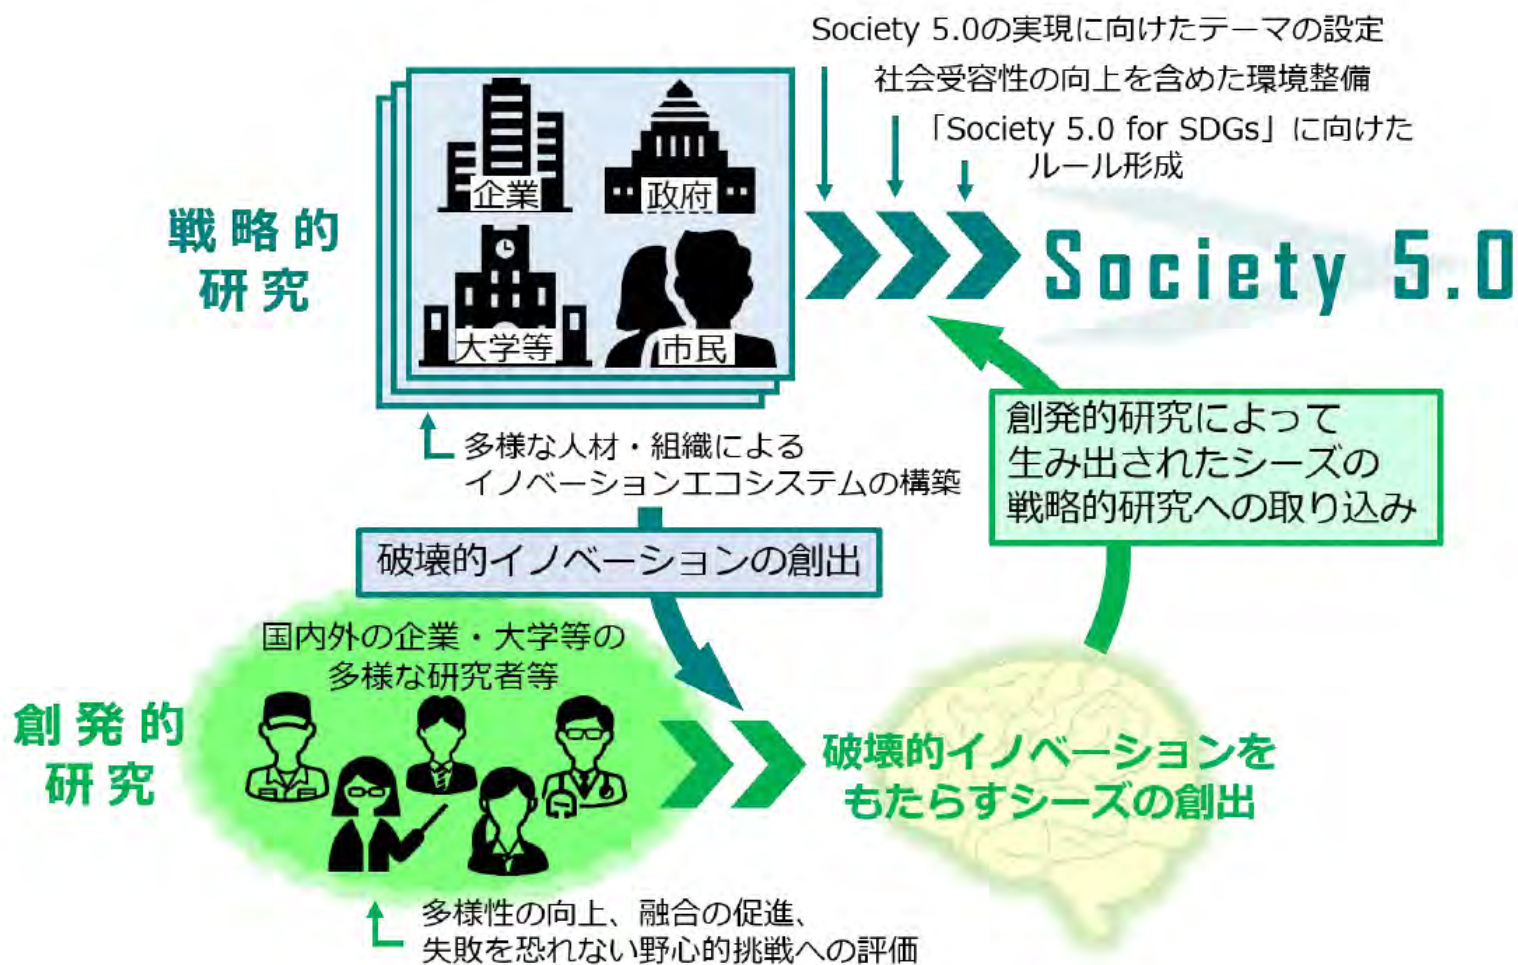 Society 5.0の実現に向けたテーマの設定
社会受容性の向上を含めた環境整備
「Society 5.0 for SDGs」に向けた
ルール形成
戦略的
研究
企業
政府
大学等
市民
Society 5.0
多様な人材・組織による
イノベーションエコシステムの構築
創発的研究によって
生み出されたシーズの
戦略的研究への取り込み
破壊的イノベーションの創出
国内外の企業・大学等の
多様な研究者等
創発的
研究
破壊的イノベーションを
もたらすシーズの創出
多様性の向上、融合の促進、
失敗を恐れない野心的挑戦への評価